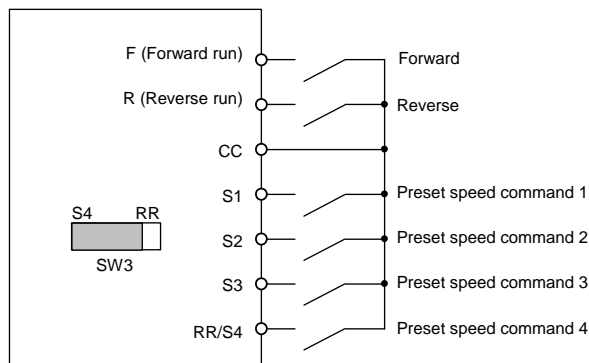 F (Forward run) Forward
R (Reverse run) Reverse
CC
S1 Preset speed command 1
S4 RR
S2 Preset speed command 2
SW3
S3 Preset speed command 3
RR/S4 Preset speed command 4